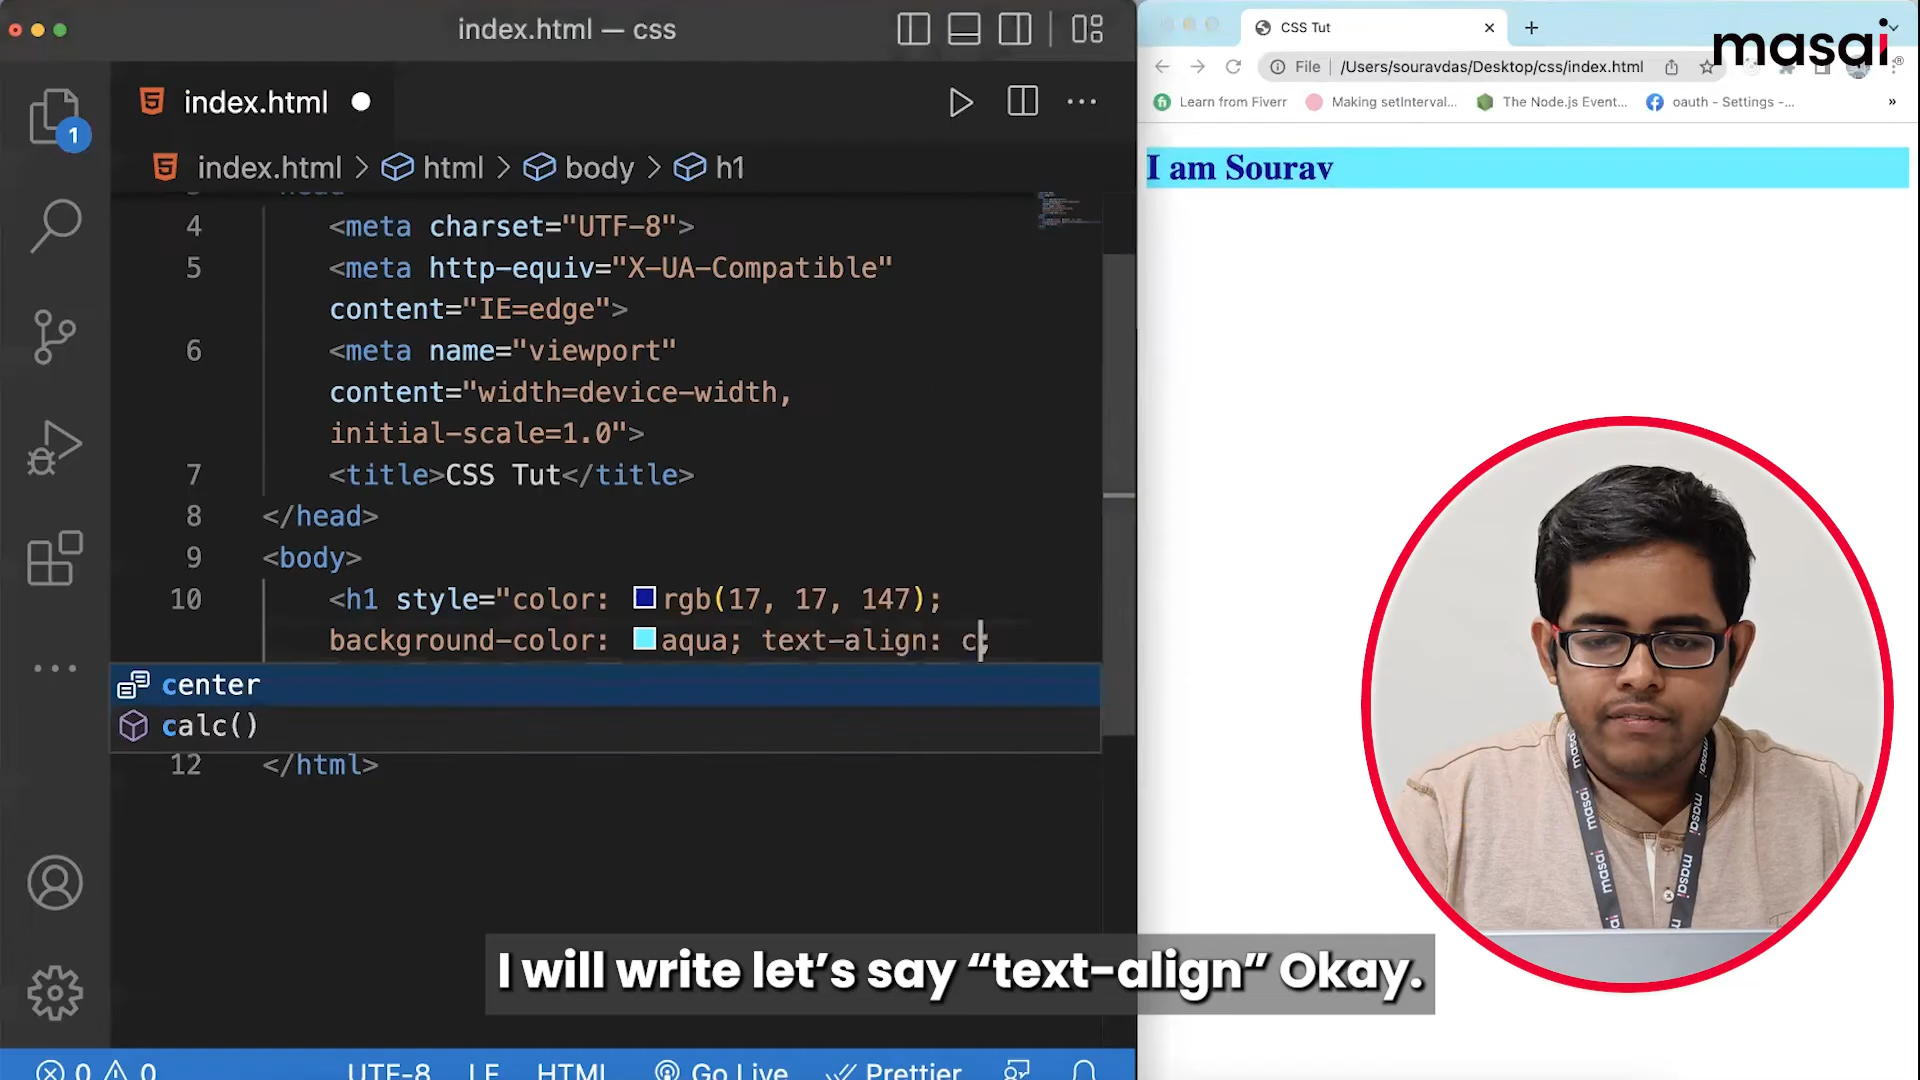 index.html — css
index.html
index.html > html > body > h1
4 <meta charset="UTF-8">
5 <meta http-equiv="X-UA-Compatible"
content="IE=edge">
6 <meta name="viewport"
content="width=device-width,
initial-scale=1.0">
7 <title>CSS Tut</title>
8 </head>
9 <body>
10 <h1 style="color: rgb(17, 17, 147);
background-color: aqua; text-align: c;
center
calc()
12 </html>
1
0 0 UTF-8 LF HTML Go Live Prettier
CSS Tut
File /Users/souravdas/Desktop/css/index.html
Learn from Fiverr Making setInterval... The Node.js Event... oauth - Settings -... »
masai
I am Sourav
masai
masai
masai
masai
I will write let's say “text-align” Okay.